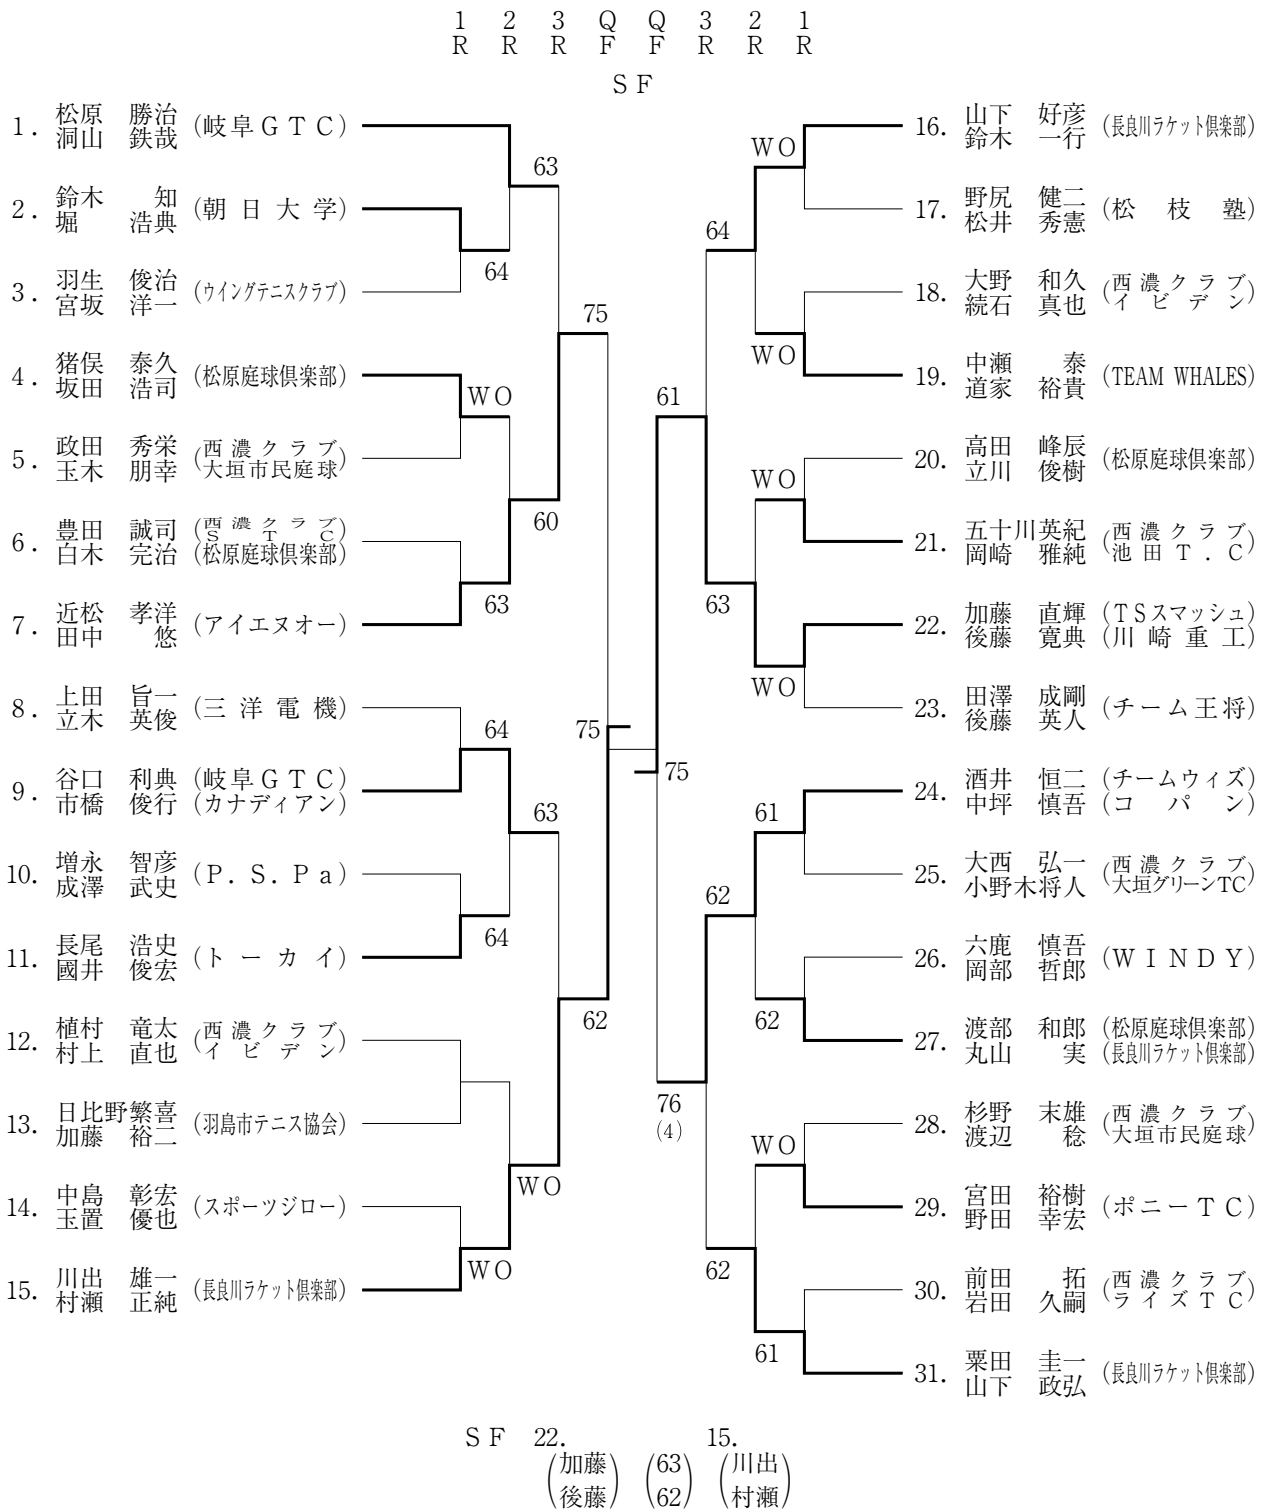 1R 2R 3R QF QF 3R 2R 1R
SF
1. 松原 勝治 (岐阜GTC)
洞山 鉄哉
2. 鈴木 知 (朝日大学)
堀 浩典
3. 羽生 俊治 (ウイングテニスクラブ)
宮坂 洋一
4. 猪俣 泰久 (松原庭球倶楽部)
坂田 浩司
5. 政田 秀栄 (西濃クラブ
玉木 朋幸 大垣市民庭球)
6. 豊田 誠司 (西濃クラブSTC)
白木 完治 (松原庭球倶楽部)
7. 近松 孝洋 (アイエヌオー)
田中 悠
8. 上田 旨一 (三洋電機)
立木 英俊
9. 谷口 利典 (岐阜GTC)
市橋 俊行 (カナディアン)
10. 増永 智彦 (P.S.Pa)
成澤 武史
11. 長尾 浩史 (トーカイ)
國井 俊宏
12. 植村 竜太 (西濃クラブ
村上 直也 イビデン)
13. 日比野繁喜 (羽島市テニス協会)
加藤 裕二
14. 中島 彰宏 (スポーツジロー)
玉置 優也
15. 川出 雄一 (長良川ラケット倶楽部)
村瀬 正純
63
64
75
WO
60
63
75
64
63
64
62
WO
WO
WO
64
WO
61
WO
63
WO
75
61
62
62
76
(4)
WO
62
61
16. 山下 好彦 (長良川ラケット倶楽部)
鈴木 一行
17. 野尻 健二 (松枝塾)
松井 秀憲
18. 大野 和久 (西濃クラブ
続石 真也 イビデン)
19. 中瀬 泰 (TEAM WHALES)
道家 裕貴
20. 高田 峰辰 (松原庭球倶楽部)
立川 俊樹
21. 五十川英紀 (西濃クラブ
岡崎 雅純 池田T.C)
22. 加藤 直輝 (TSスマッシュ)
後藤 寛典 (川崎重工)
23. 田澤 成剛 (チーム王将)
後藤 英人
24. 酒井 恒二 (チームウィズ)
中坪 慎吾 (コパン)
25. 大西 弘一 (西濃クラブ
小野木将人 大垣グリーンTC)
26. 六鹿 慎吾 (WINDY)
岡部 哲郎
27. 渡部 和郎 (松原庭球倶楽部)
丸山 実 (長良川ラケット倶楽部)
28. 杉野 末雄 (西濃クラブ
渡辺 稔 大垣市民庭球)
29. 宮田 裕樹 (ポニーTC)
野田 幸宏
30. 前田 拓 (西濃クラブ
岩田 久嗣 ライズTC)
31. 粟田 圭一 (長良川ラケット倶楽部)
山下 政弘
SF 22. 15.
(加藤 (63 (川出
後藤) 62) 村瀬)